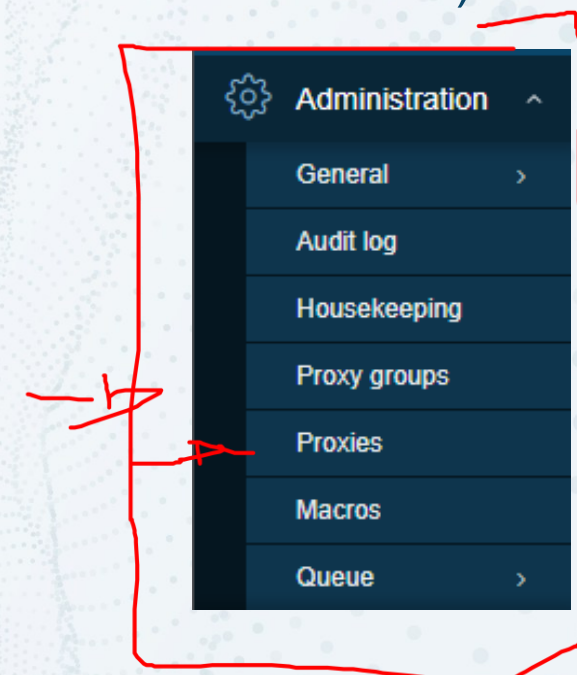 Administration
General
Audit log
Housekeeping
Proxy groups
Proxies
Macros
Queue